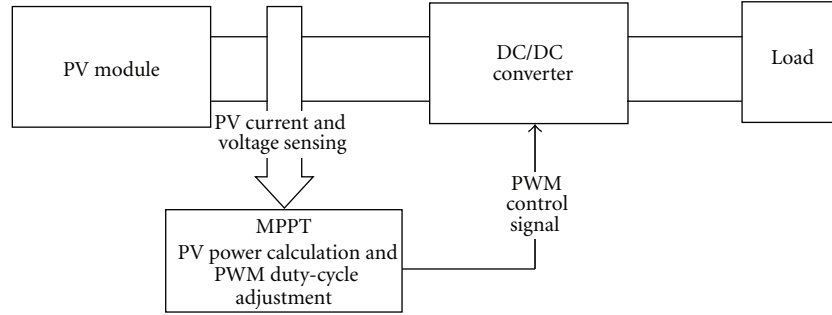 PV module
DC/DC
converter
Load
PV current and
voltage sensing
PWM
control
signal
MPPT
PV power calculation and
PWM duty-cycle
adjustment